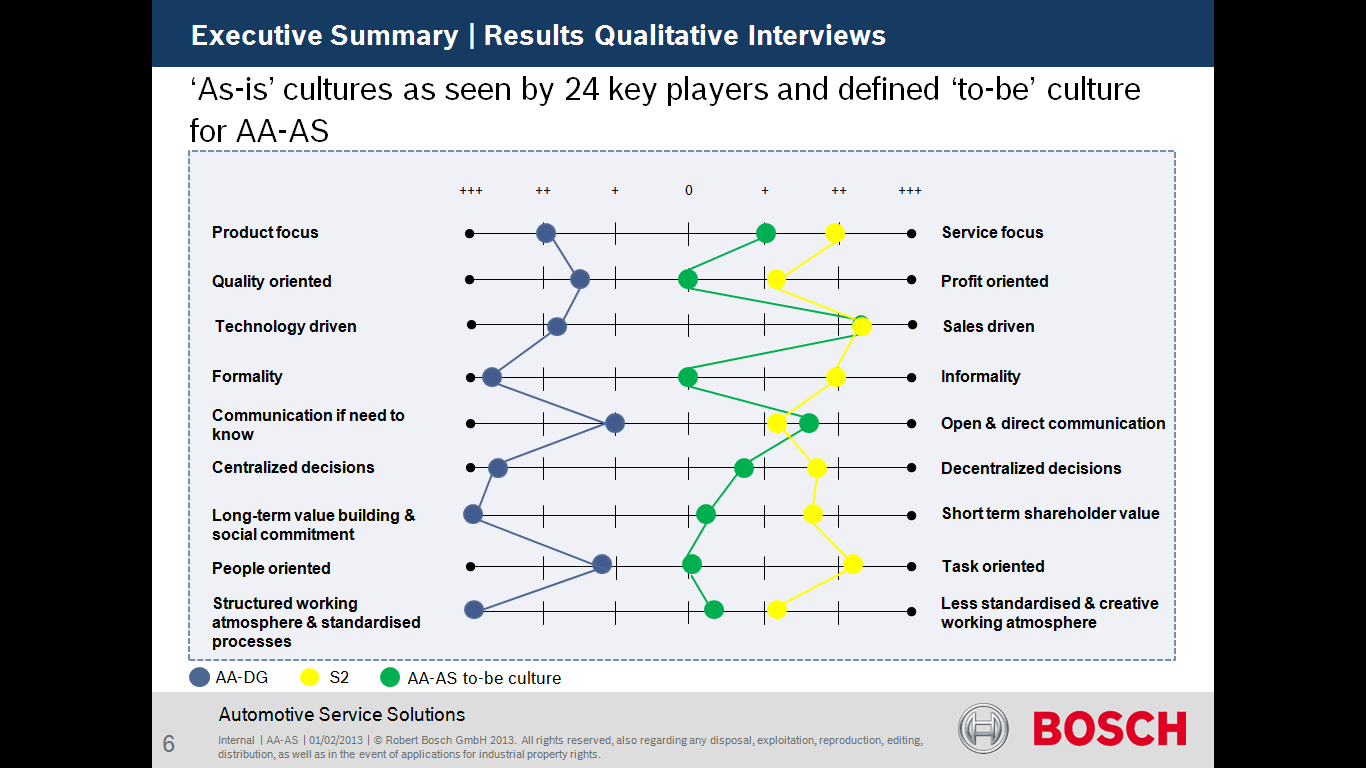 Executive Summary | Results Qualitative Interviews
‘As-is’ cultures as seen by 24 key players and defined ‘to-be’ culture
for AA-AS
+++ ++ + 0 + ++ +++
Product focus Service focus
Quality oriented Profit oriented
Technology driven Sales driven
Formality Informality
Communication if need to
know
Open & direct communication
Centralized decisions Decentralized decisions
Long-term value building &
social commitment
Short term shareholder value
People oriented Task oriented
Structured working
atmosphere & standardised
processes
Less standardised & creative
working atmosphere
AA-DG S2 AA-AS to-be culture
Automotive Service Solutions
6
Internal | AA-AS | 01/02/2013 | © Robert Bosch GmbH 2013. All rights reserved, also regarding any disposal, exploitation, reproduction, editing,
distribution, as well as in the event of applications for industrial property rights.
BOSCH